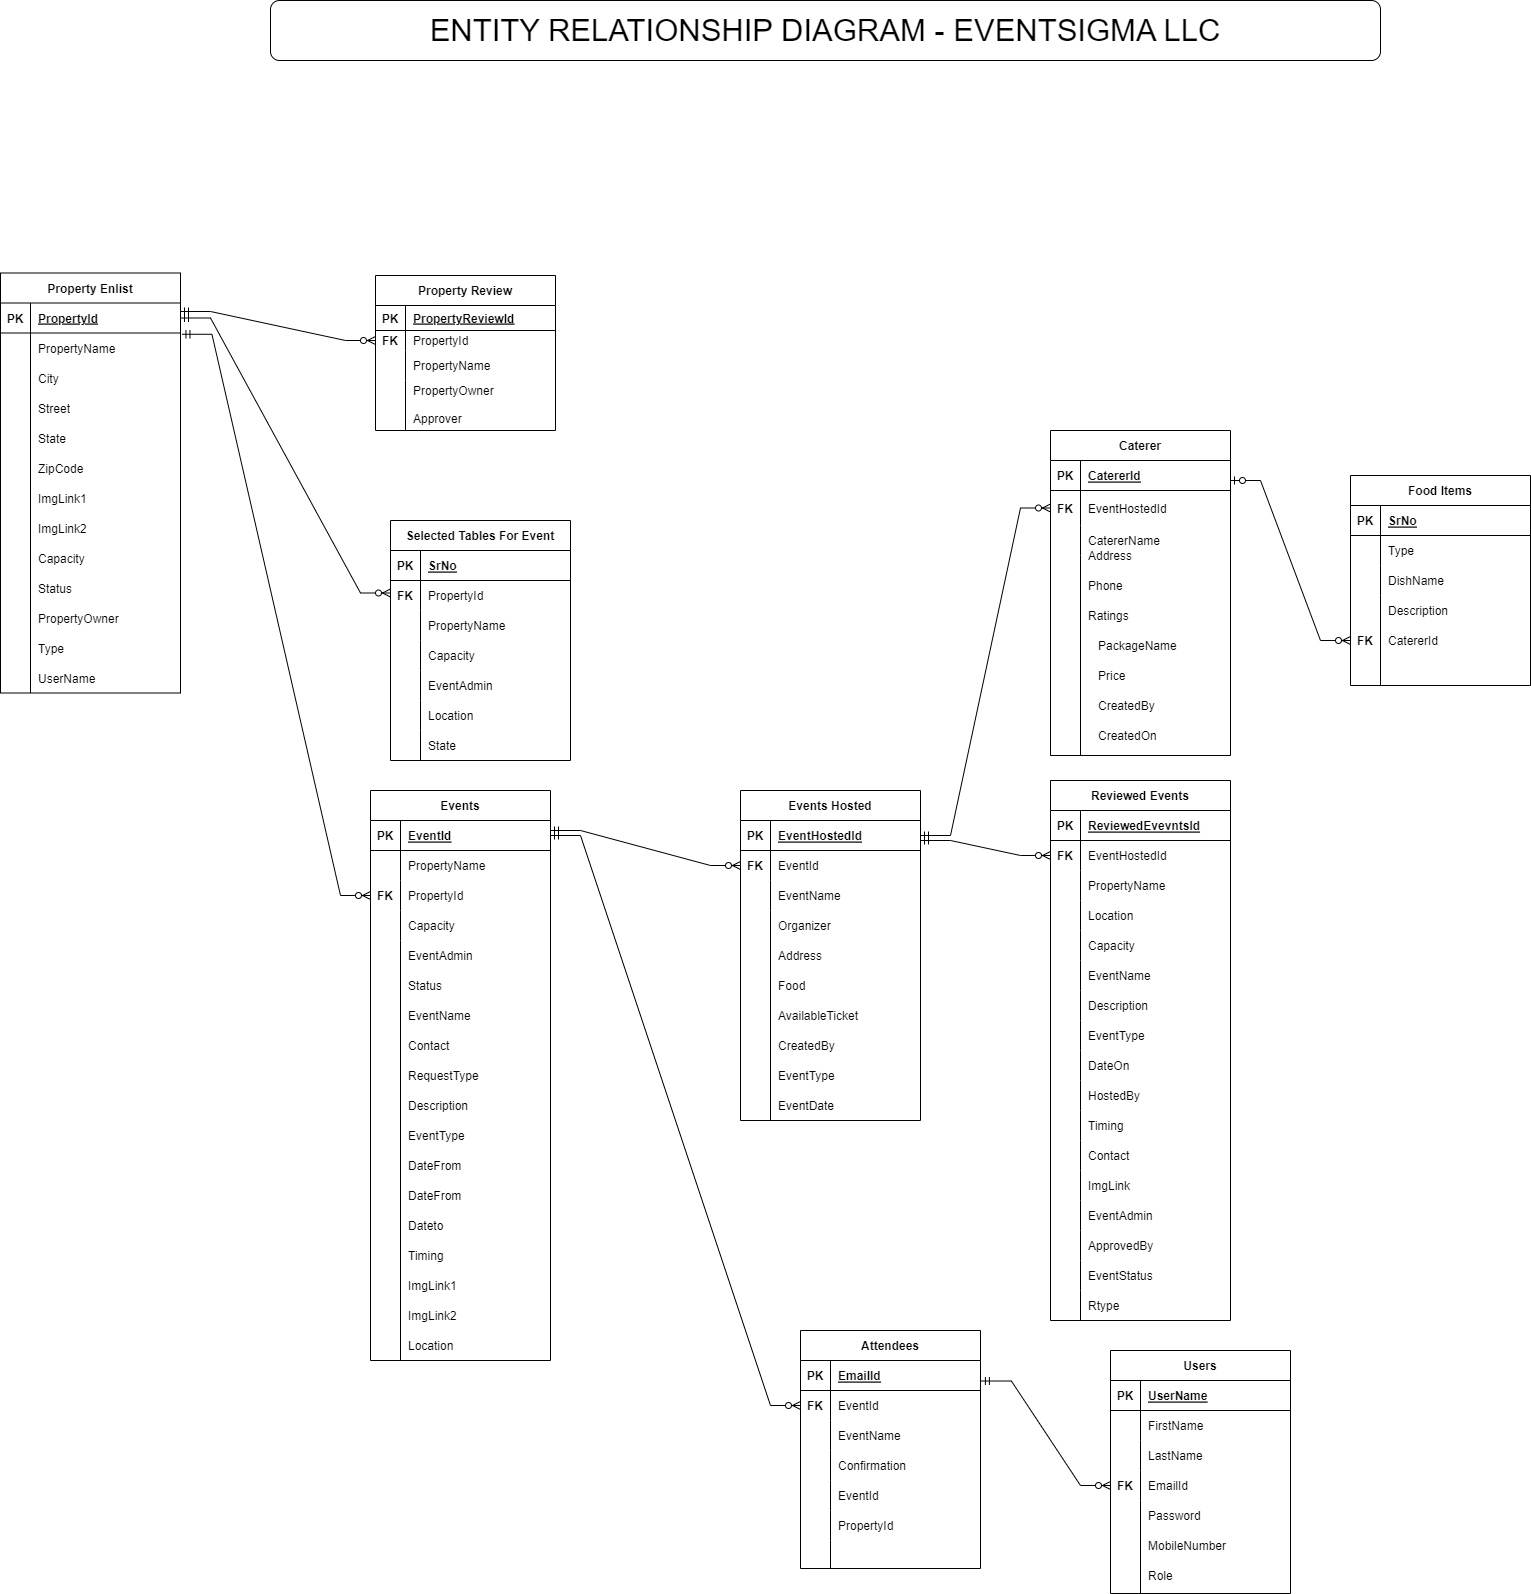 ENTITY RELATIONSHIP DIAGRAM - EVENTSIGMA LLC
Property Enlist
PK PropertyId
PropertyName
City
Street
State
ZipCode
ImgLink1
ImgLink2
Capacity
Status
PropertyOwner
Type
UserName
Property Review
PK PropertyReviewId
FK PropertyId
PropertyName
PropertyOwner
Approver
Selected Tables For Event
PK SrNo
FK PropertyId
PropertyName
Capacity
EventAdmin
Location
State
Caterer
PK CatererId
FK EventHostedId
CatererName
Address
Phone
Ratings
PackageName
Price
CreatedBy
CreatedOn
Food Items
PK SrNo
Type
DishName
Description
FK CatererId
Events
PK EventId
PropertyName
FK PropertyId
Capacity
EventAdmin
Status
EventName
Contact
RequestType
Description
EventType
DateFrom
DateFrom
Dateto
Timing
ImgLink1
ImgLink2
Location
Events Hosted
PK EventHostedId
FK EventId
EventName
Organizer
Address
Food
AvailableTicket
CreatedBy
EventType
EventDate
Reviewed Events
PK ReviewedEvevntsId
FK EventHostedId
PropertyName
Location
Capacity
EventName
Description
EventType
DateOn
HostedBy
Timing
Contact
ImgLink
EventAdmin
ApprovedBy
EventStatus
Rtype
Attendees
PK EmailId
FK EventId
EventName
Confirmation
EventId
PropertyId
Users
PK UserName
FirstName
LastName
FK EmailId
Password
MobileNumber
Role